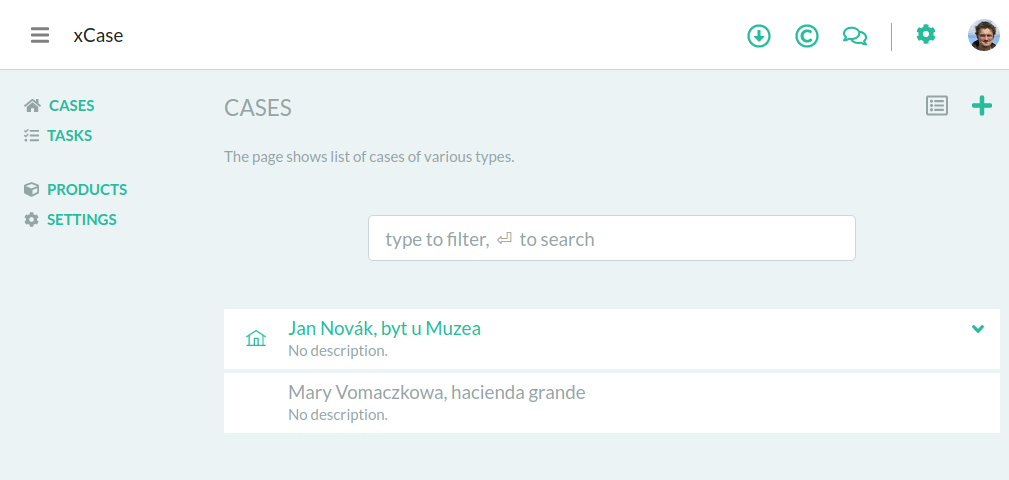 xCase
CASES
TASKS
PRODUCTS
SETTINGS
CASES
The page shows list of cases of various types.
type to filter, ⏎ to search
Jan Novák, byt u Muzea
No description.
Mary Vomaczkowa, hacienda grande
No description.